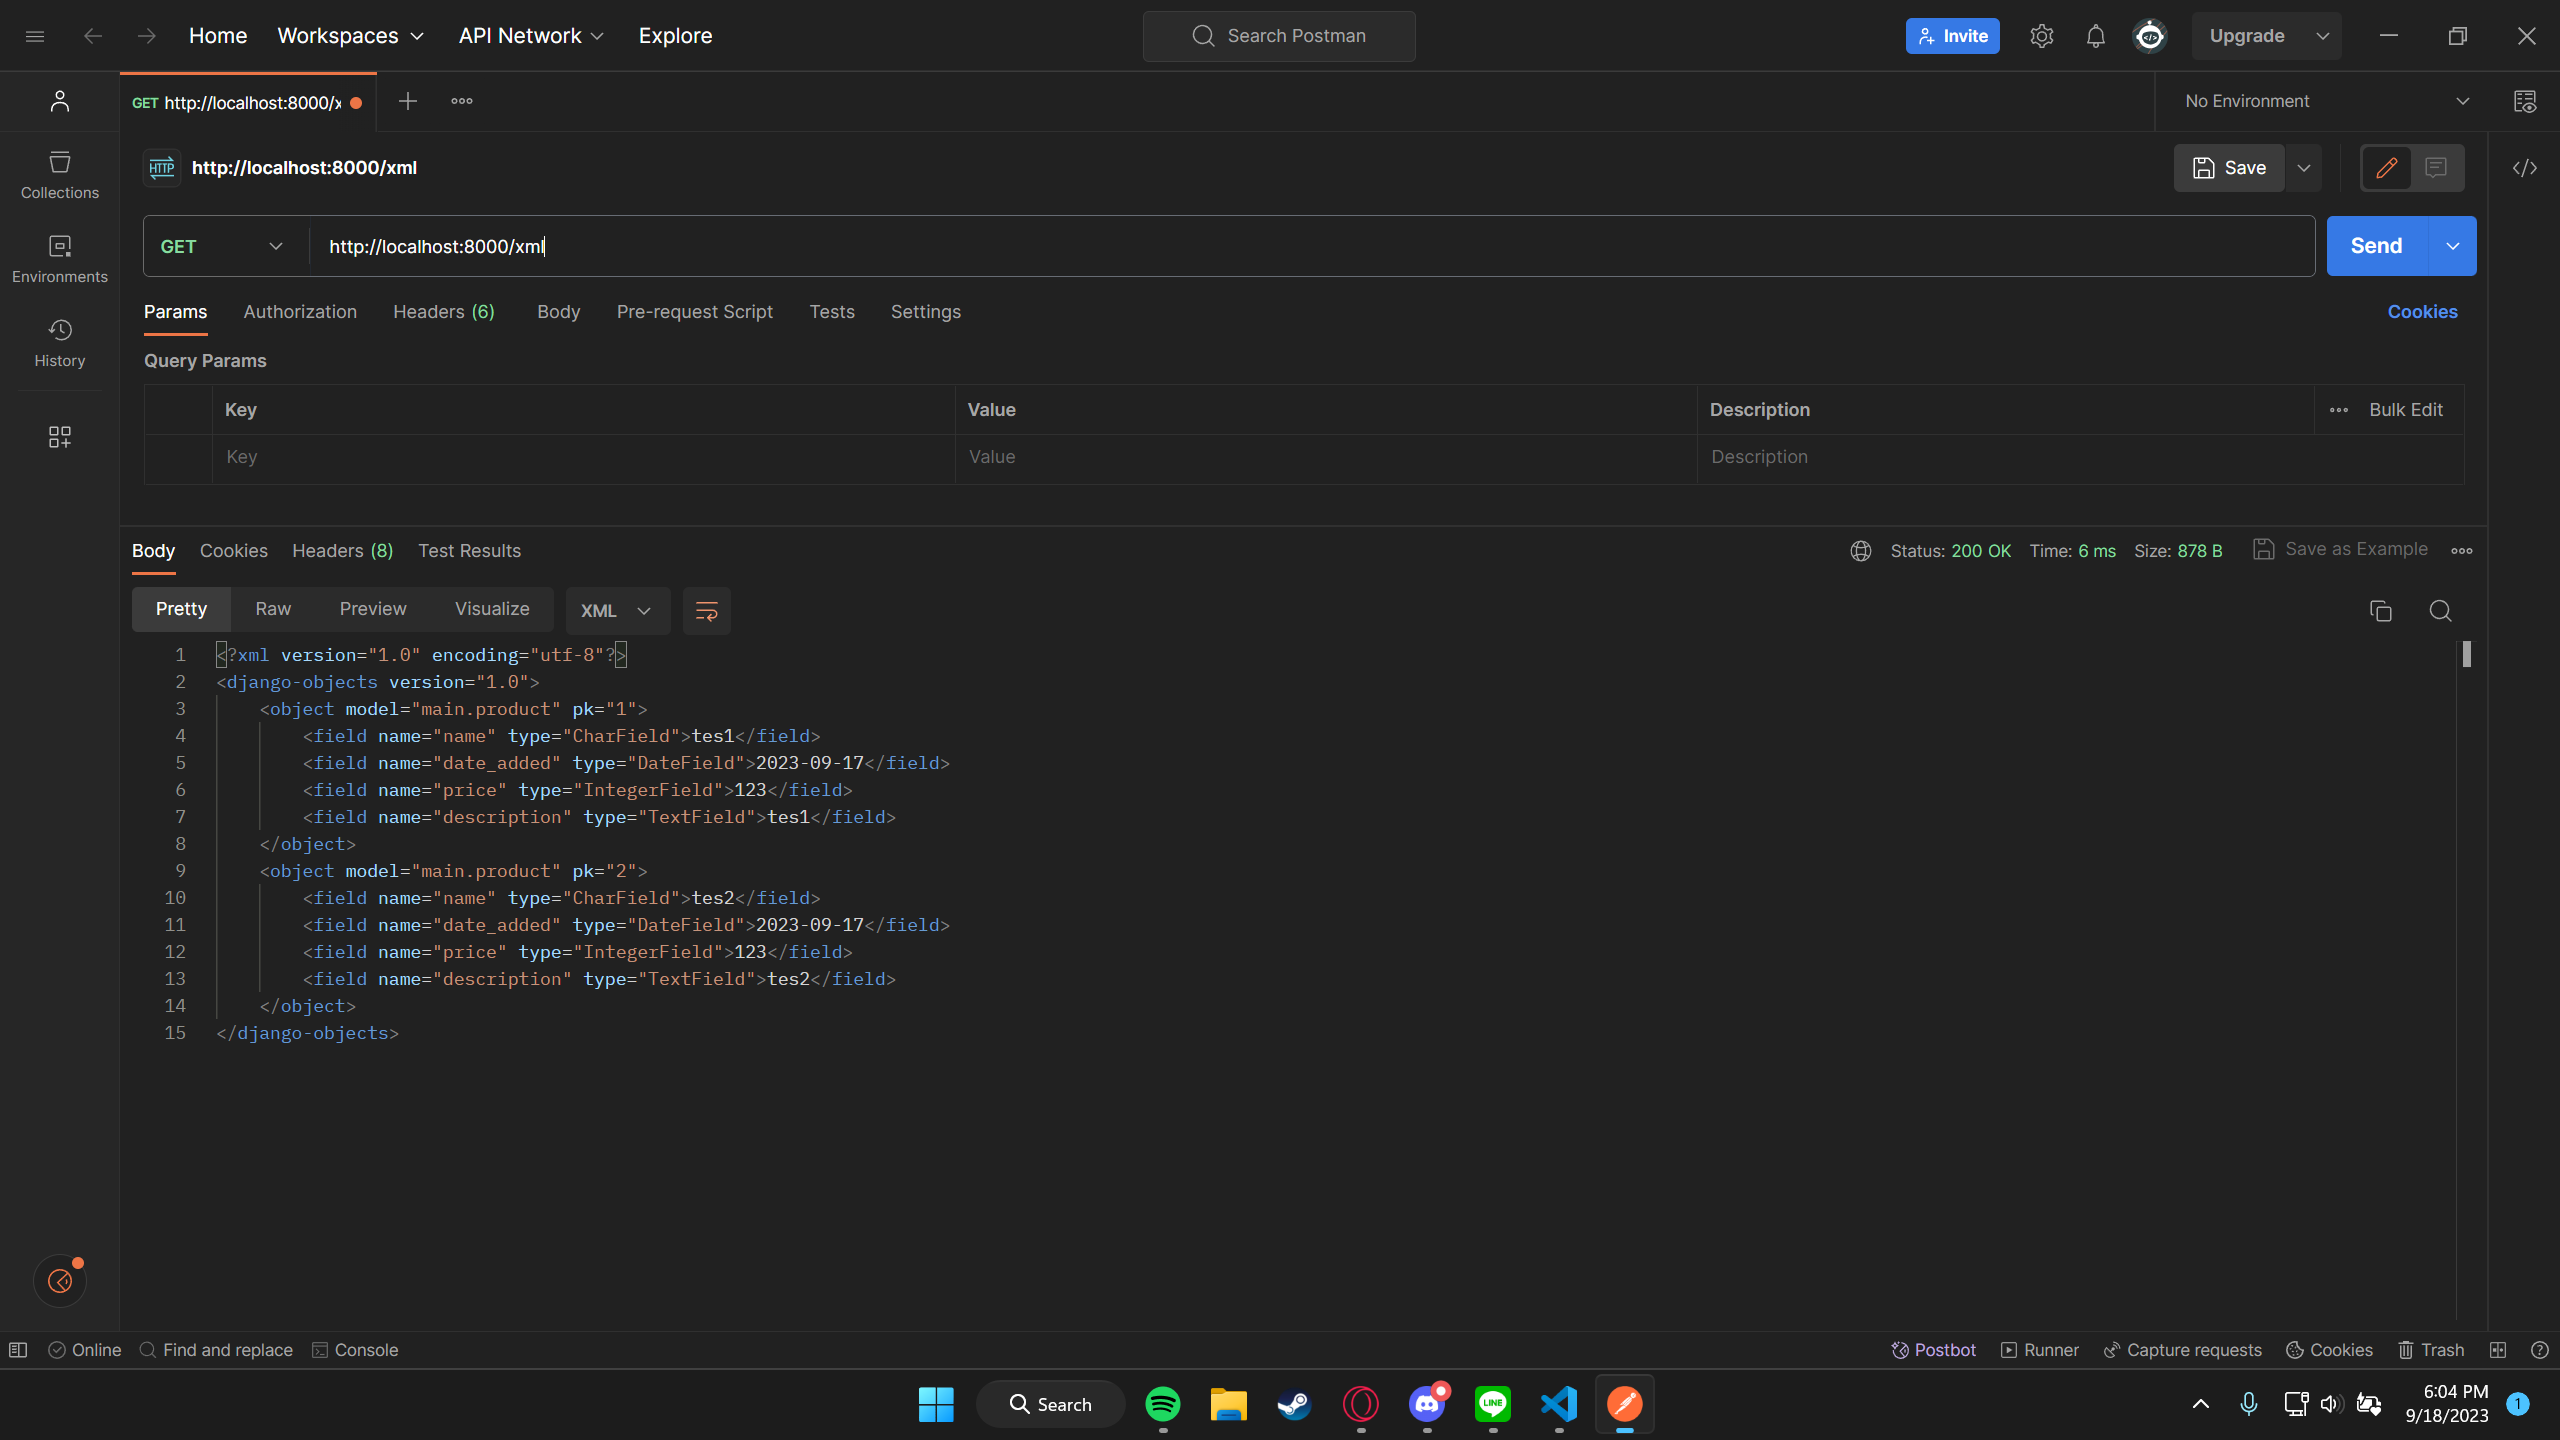 Home Workspaces API Network Explore Search Postman Invite Upgrade
GET http://localhost:8000/x No Environment
HTTP http://localhost:8000/xml Save
Collections
GET http://localhost:8000/xml Send
Environments
Params Authorization Headers (6) Body Pre-request Script Tests Settings Cookies
History
Query Params
Key Value Description Bulk Edit
Key Value Description
Body Cookies Headers (8) Test Results Status: 200 OK Time: 6 ms Size: 878 B Save as Example
Pretty Raw Preview Visualize XML
1 <?xml version="1.0" encoding="utf-8"?>
2 <django-objects version="1.0">
3 <object model="main.product" pk="1">
4 <field name="name" type="CharField">tes1</field>
5 <field name="date_added" type="DateField">2023-09-17</field>
6 <field name="price" type="IntegerField">123</field>
7 <field name="description" type="TextField">tes1</field>
8 </object>
9 <object model="main.product" pk="2">
10 <field name="name" type="CharField">tes2</field>
11 <field name="date_added" type="DateField">2023-09-17</field>
12 <field name="price" type="IntegerField">123</field>
13 <field name="description" type="TextField">tes2</field>
14 </object>
15 </django-objects>
Online Find and replace Console Postbot Runner Capture requests Cookies Trash
Search LINE 6:04 PM 1
9/18/2023